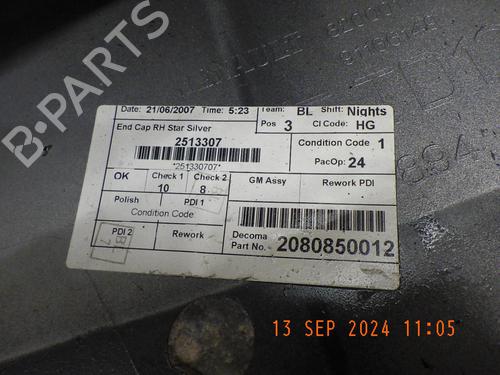 Date: 21/06/2007 Time: 5:23 Team: BL Shift: Nights
Pos 3 CI Code: HG
End Cap RH Star Silver
2513307
*251330707*
Condition Code 1
PacOp: 24
OK Check 1 10 Check 2 8
GM Assy Rework PDI
Polish PDI 1
Condition Code
PDI 2 Rework
Decoma Part No. 2080850012
B-PARTS
13 SEP 2024 11:05